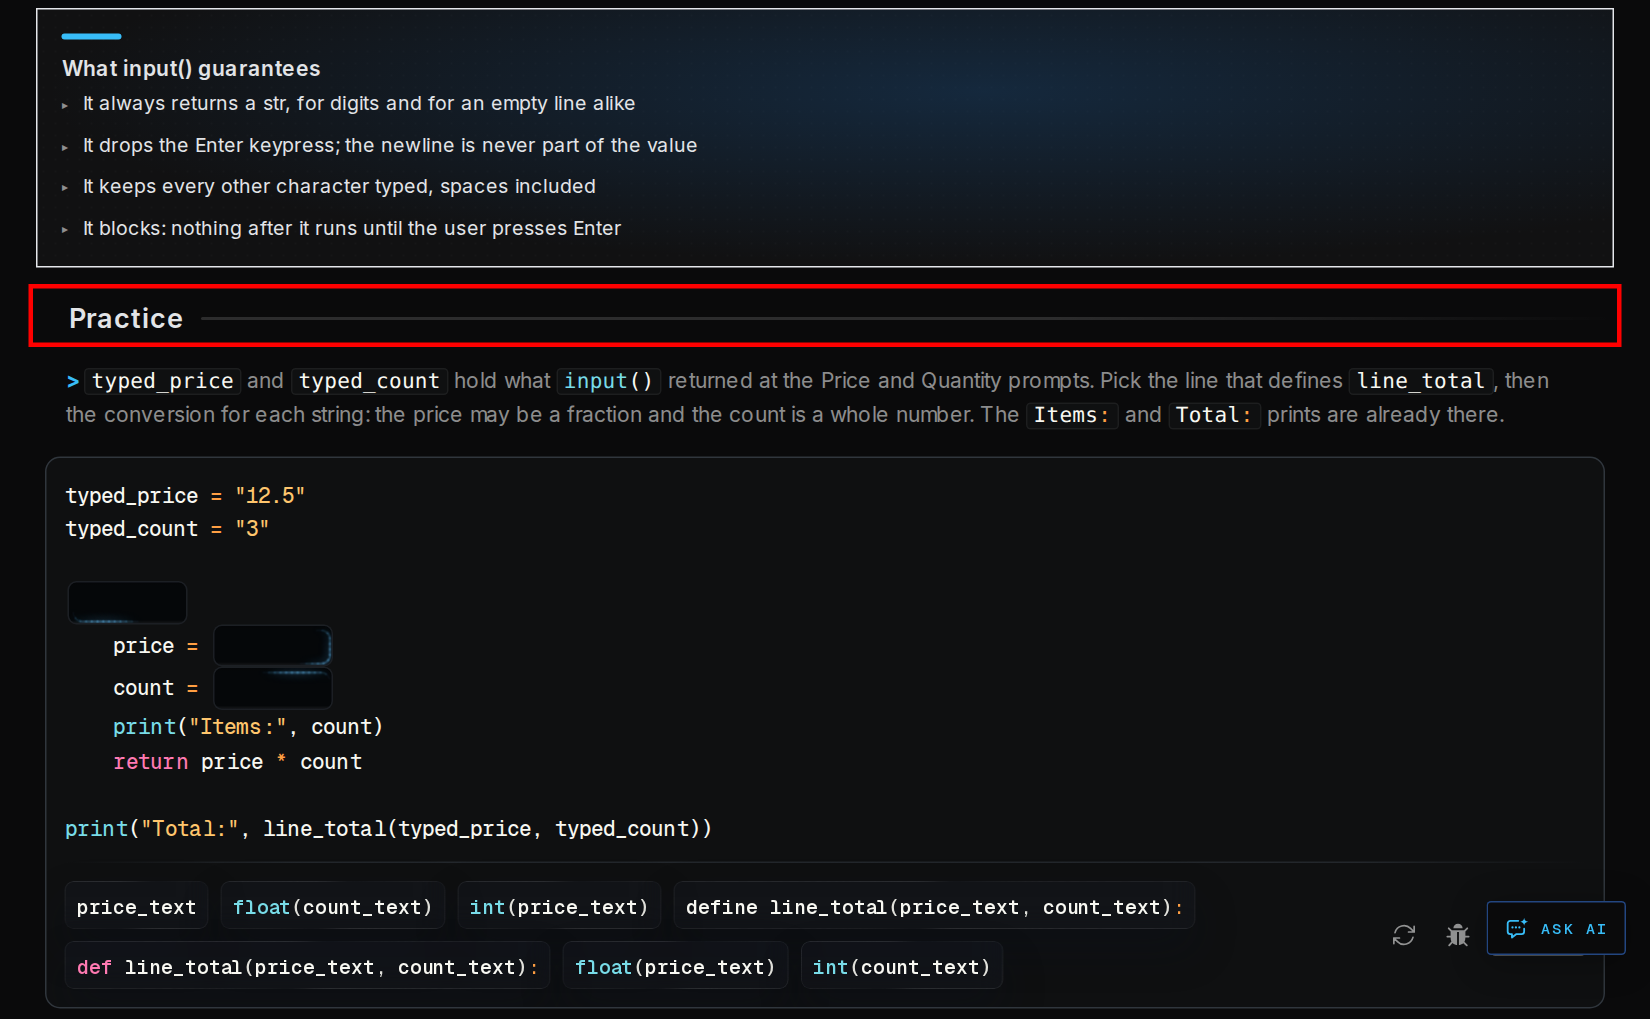 What input() guarantees
▸ It always returns a str, for digits and for an empty line alike
▸ It drops the Enter keypress; the newline is never part of the value
▸ It keeps every other character typed, spaces included
▸ It blocks: nothing after it runs until the user presses Enter
Practice
> typed_price and typed_count hold what input() returned at the Price and Quantity prompts. Pick the line that defines line_total, then
the conversion for each string: the price may be a fraction and the count is a whole number. The Items: and Total: prints are already there.
typed_price = "12.5"
typed_count = "3"
price =
count =
print("Items:", count)
return price * count
print("Total:", line_total(typed_price, typed_count))
price_text float(count_text) int(price_text) define line_total(price_text, count_text):
def line_total(price_text, count_text): float(price_text) int(count_text)
ASK AI